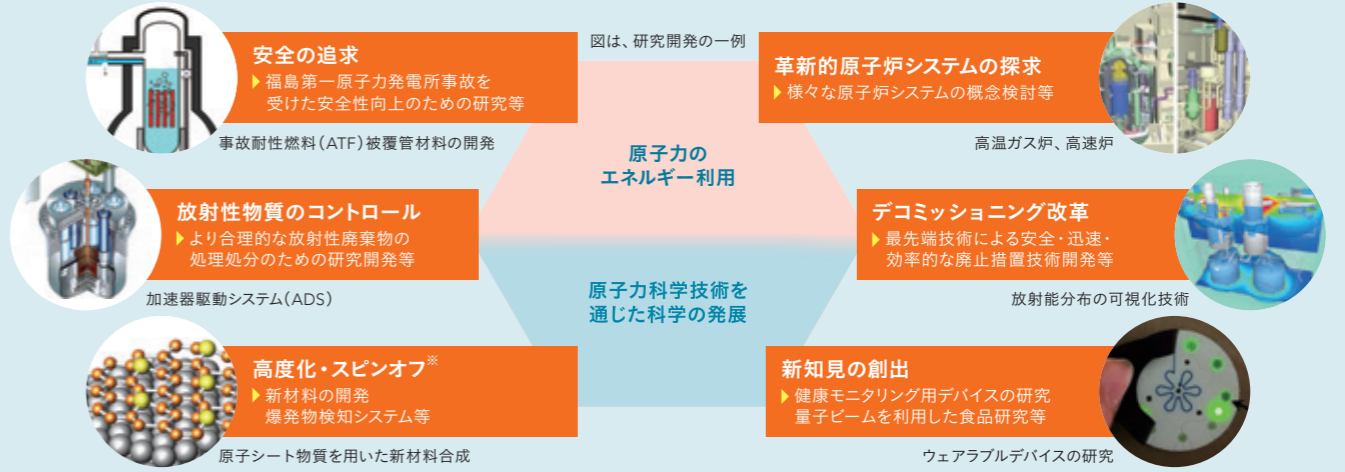 図は、研究開発の一例
安全の追求
▶福島第一原子力発電所事故を
受けた安全性向上のための研究等
事故耐性燃料（ATF）被覆管材料の開発
革新的原子炉システムの探求
▶様々な原子炉システムの概念検討等
高温ガス炉、高速炉
原子力の
エネルギー利用
放射性物質のコントロール
▶より合理的な放射性廃棄物の
処理処分のための研究開発等
加速器駆動システム（ADS）
デコミッショニング改革
▶最先端技術による安全・迅速・
効率的な廃止措置技術開発等
放射能分布の可視化技術
原子力科学技術を
通じた科学の発展
高度化・スピンオフ※
▶新材料の開発
爆発物検知システム等
原子シート物質を用いた新材料合成
新知見の創出
▶健康モニタリング用デバイスの研究
量子ビームを利用した食品研究等
ウェアラブルデバイスの研究